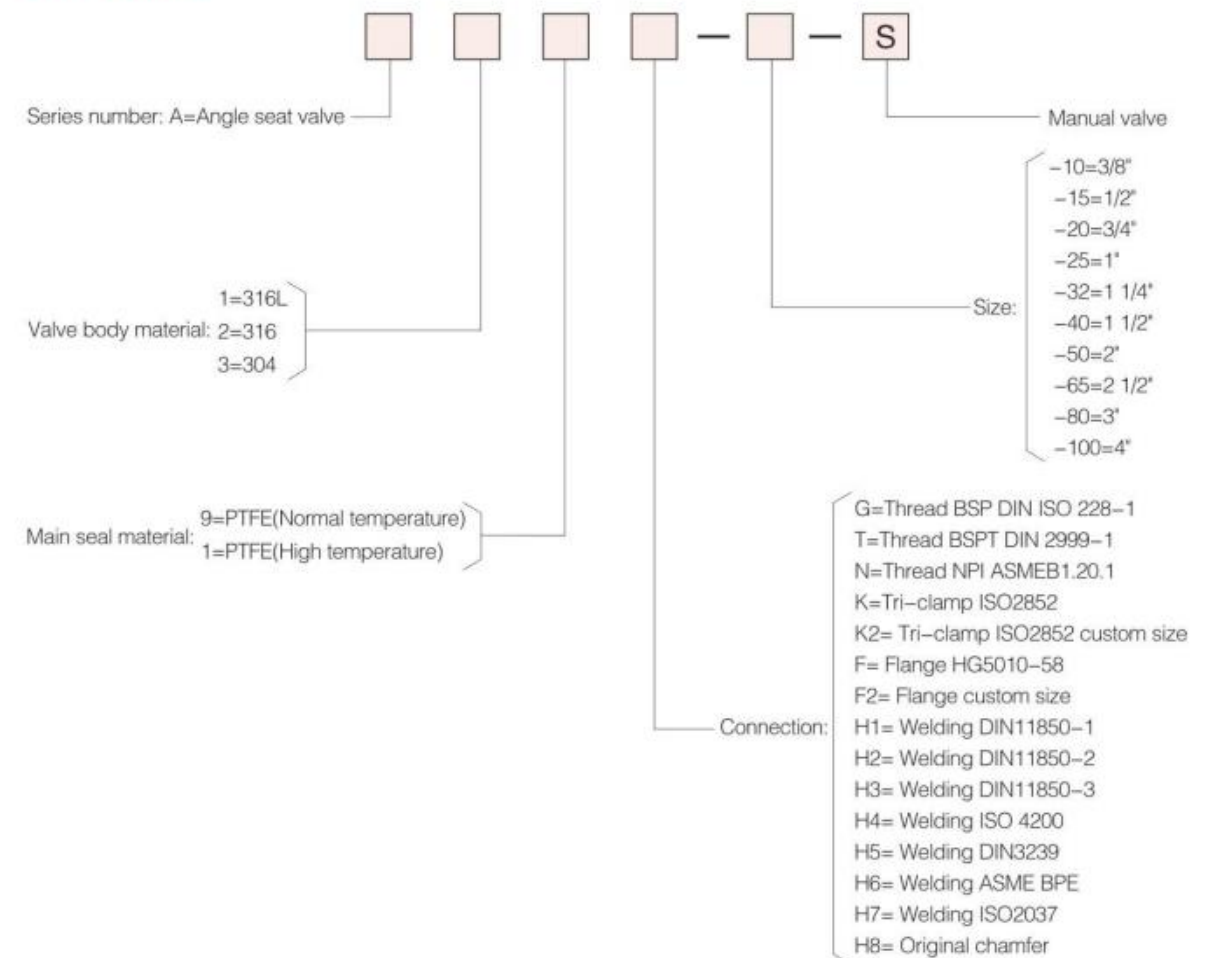 S
Series number: A=Angle seat valve
Manual valve
Valve body material:
1=316L
2=316
3=304
Size:
-10=3/8"
-15=1/2"
-20=3/4"
-25=1"
-32=1 1/4"
-40=1 1/2"
-50=2"
-65=2 1/2"
-80=3"
-100=4"
Main seal material:
9=PTFE(Normal temperature)
1=PTFE(High temperature)
Connection:
G=Thread BSP DIN ISO 228-1
T=Thread BSPT DIN 2999-1
N=Thread NPI ASMEB1.20.1
K=Tri-clamp ISO2852
K2= Tri-clamp ISO2852 custom size
F= Flange HG5010-58
F2= Flange custom size
H1= Welding DIN11850-1
H2= Welding DIN11850-2
H3= Welding DIN11850-3
H4= Welding ISO 4200
H5= Welding DIN3239
H6= Welding ASME BPE
H7= Welding ISO2037
H8= Original chamfer